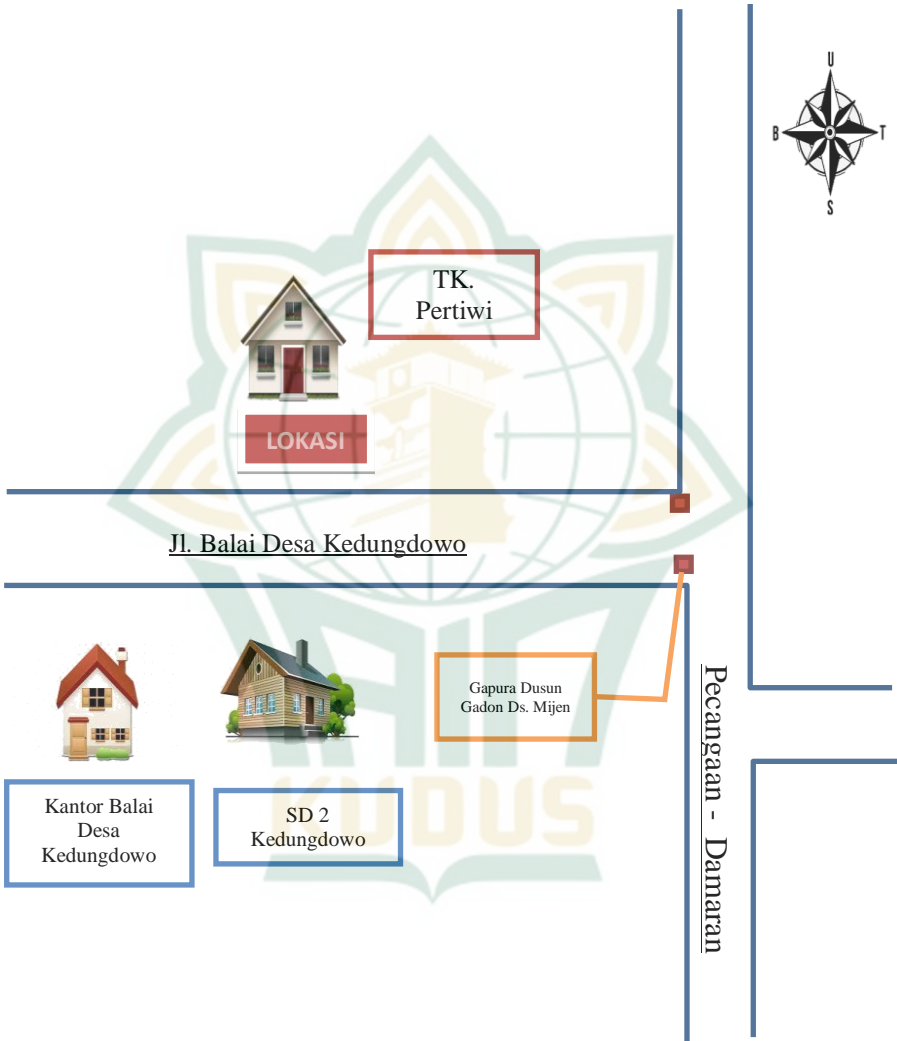 U
B
T
S
TK.
Pertiwi
LOKASI
Jl. Balai Desa Kedungdowo
Gapura Dusun
Gadon Ds. Mijen
Pecangaan - Damaran
Kantor Balai
Desa
Kedungdowo
SD 2
Kedungdowo
IAIN
KUDUS